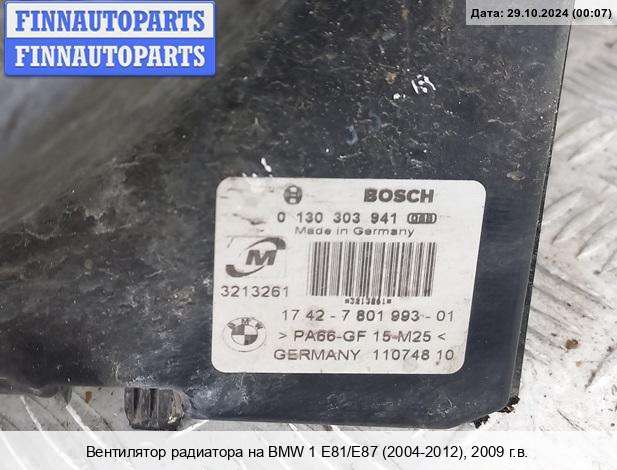 FINNAUTOPARTS
FINNAUTOPARTS
Дата: 29.10.2024 (00:07)
BOSCH
0 130 303 941
Made in Germany
3213261
*3213261*
17 42 - 7 801 993 - 01
> PA66-GF 15-M25 <
GERMANY 110748 10
Вентилятор радиатора на BMW 1 E81/E87 (2004-2012), 2009 г.в.